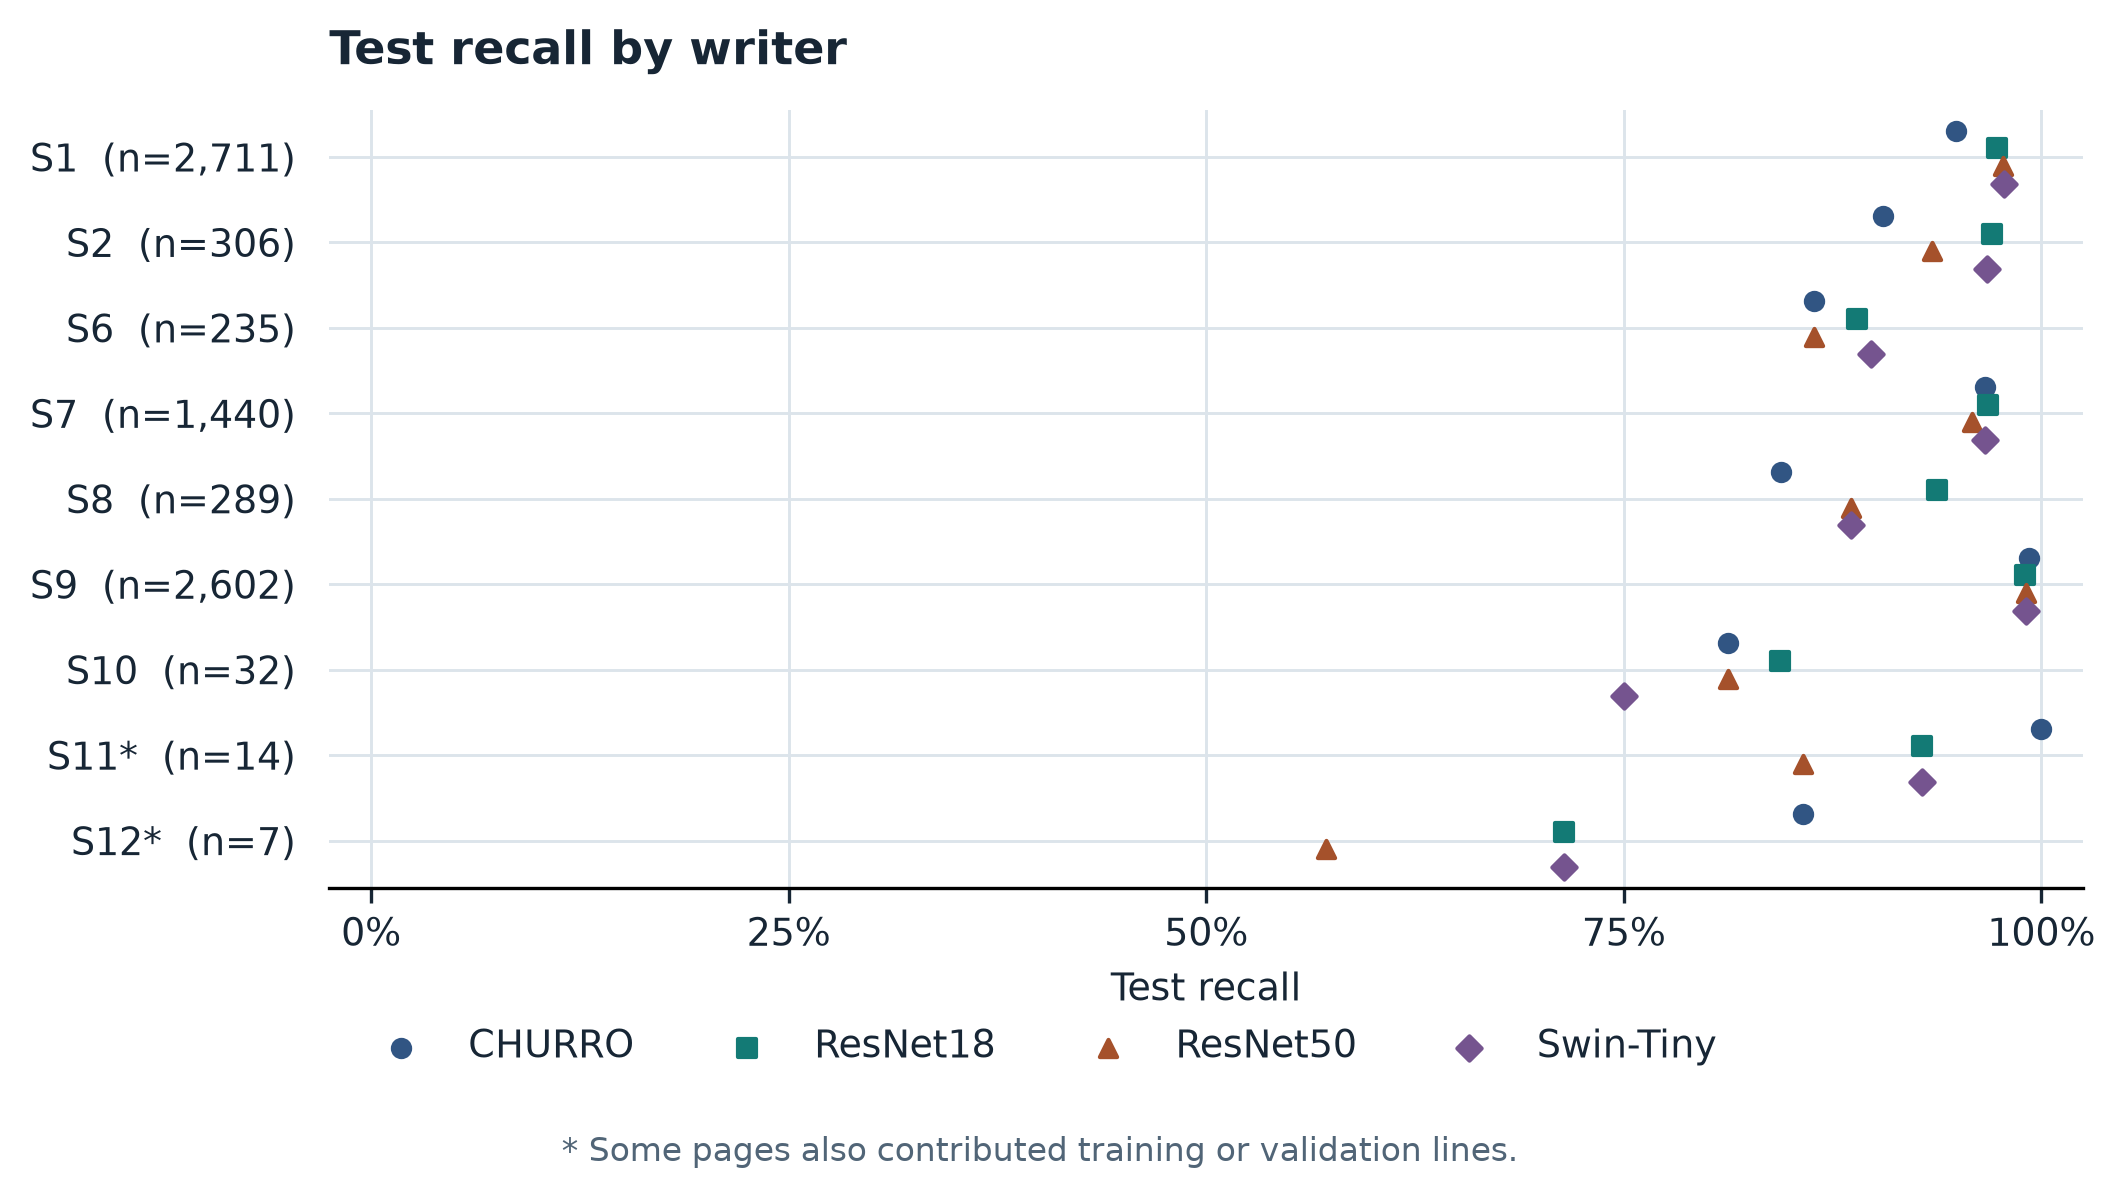 Test recall by writer
S1 (n=2,711)
S2 (n=306)
S6 (n=235)
S7 (n=1,440)
S8 (n=289)
S9 (n=2,602)
S10 (n=32)
S11* (n=14)
S12* (n=7)
0% 25% 50% 75% 100%
Test recall
CHURRO ResNet18 ResNet50 Swin-Tiny
* Some pages also contributed training or validation lines.